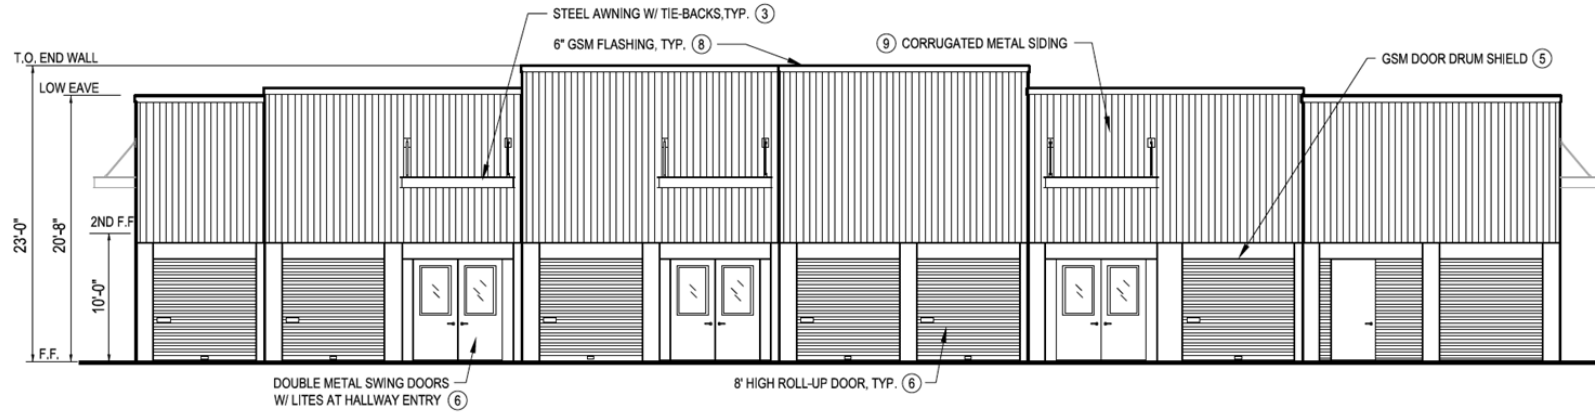 STEEL AWNING W/ TIE-BACKS,TYP. 3
6" GSM FLASHING, TYP. 8
9 CORRUGATED METAL SIDING
GSM DOOR DRUM SHIELD 5
T.O. END WALL
LOW EAVE
2ND F.F
23'-0"
20'-8"
10'-0"
F.F.
DOUBLE METAL SWING DOORS
W/ LITES AT HALLWAY ENTRY 6
8' HIGH ROLL-UP DOOR, TYP. 6